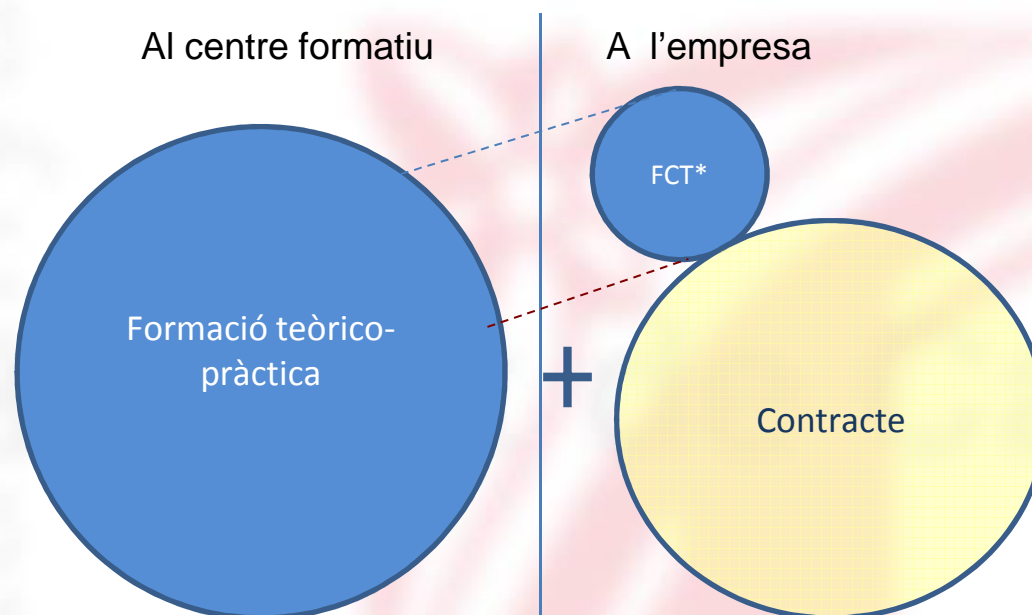 Al centre formatiu
A l'empresa
FCT*
Formació teòrico-
pràctica
+
Contracte